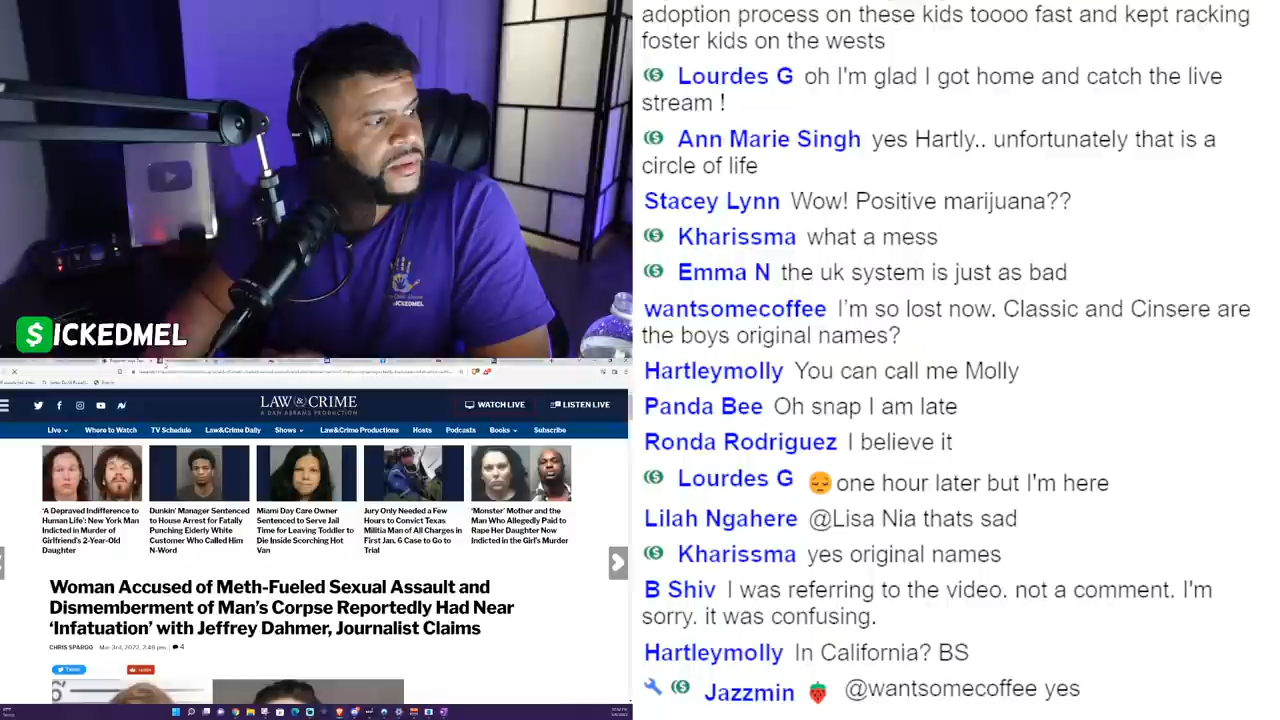 SICKEDMEL
SICKEDMEL
LAW & CRIME
A DAN ABRAMS PRODUCTION
WATCH LIVE
LISTEN LIVE
Live
Where to Watch
TV Schedule
Law&Crime Daily
Shows
Law&Crime Productions
Hosts
Podcasts
Books
Subscribe
'A Depraved Indifference to
Human Life': New York Man
Indicted in Murder of
Girlfriend's 2-Year-Old
Daughter
Dunkin' Manager Sentenced
to House Arrest for Fatally
Punching Elderly White
Customer Who Called Him
N-Word
Miami Day Care Owner
Sentenced to Serve Jail
Time for Leaving Toddler to
Die Inside Scorching Hot
Van
Jury Only Needed a Few
Hours to Convict Texas
Militia Man of All Charges in
First Jan. 6 Case to Go to
Trial
'Monster' Mother and the
Man Who Allegedly Paid to
Rape Her Daughter Now
Indicted in the Girl's Murder
Woman Accused of Meth-Fueled Sexual Assault and
Dismemberment of Man's Corpse Reportedly Had Near
'Infatuation' with Jeffrey Dahmer, Journalist Claims
CHRIS SPARGO Mar 3rd, 2022, 2:49 pm 4
Tweet
adoption process on these kids toooo fast and kept racking
foster kids on the wests
Lourdes G oh I'm glad I got home and catch the live
stream !
Ann Marie Singh yes Hartly.. unfortunately that is a
circle of life
Stacey Lynn Wow! Positive marijuana??
Kharissma what a mess
Emma N the uk system is just as bad
wantsomecoffee I'm so lost now. Classic and Cinsere are
the boys original names?
Hartleymolly You can call me Molly
Panda Bee Oh snap I am late
Ronda Rodriguez I believe it
Lourdes G 😔one hour later but I'm here
Lilah Ngahere @Lisa Nia thats sad
Kharissma yes original names
B Shiv I was referring to the video. not a comment. I'm
sorry. it was confusing.
Hartleymolly In California? BS
Jazzmin 🍓 @wantsomecoffee yes